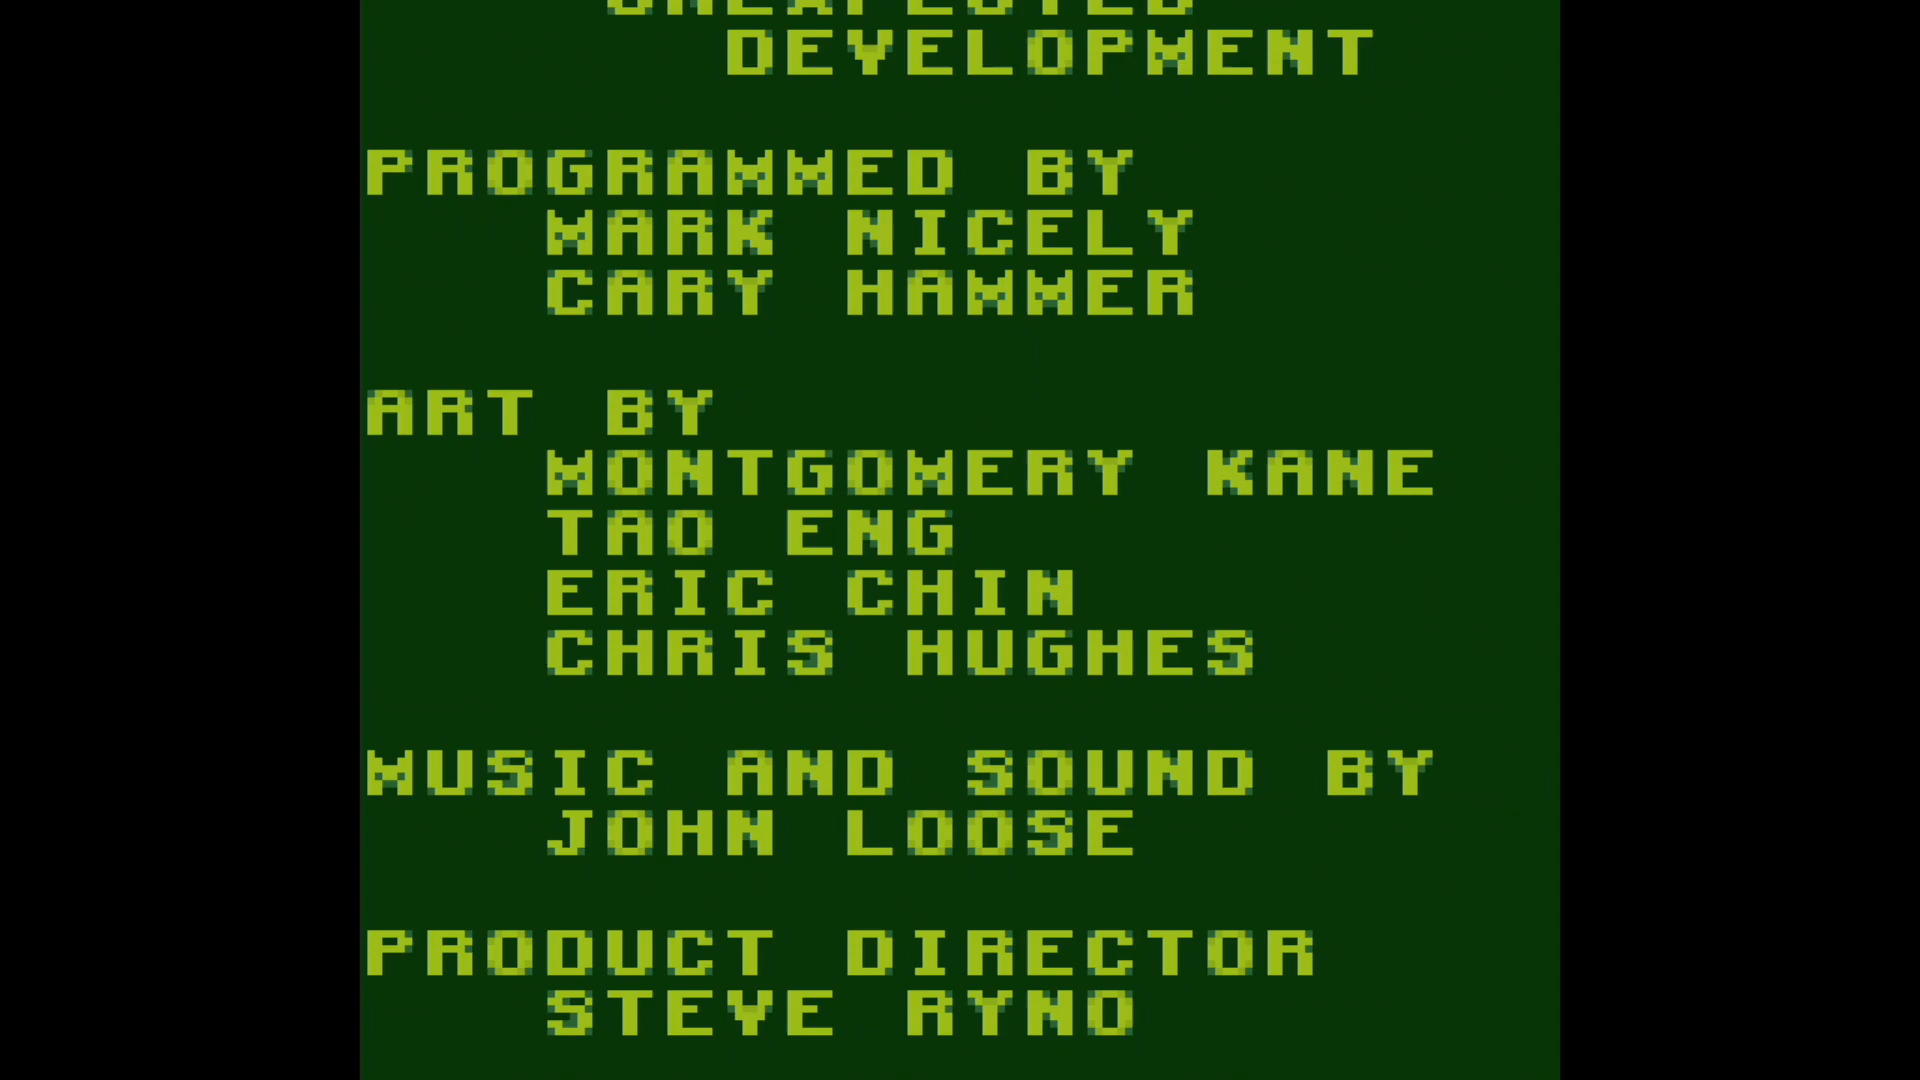 UNEXPECTED
DEVELOPMENT
PROGRAMMED BY
MARK NICELY
CARY HAMMER
ART BY
MONTGOMERY KANE
TAO ENG
ERIC CHIN
CHRIS HUGHES
MUSIC AND SOUND BY
JOHN LOOSE
PRODUCT DIRECTOR
STEVE RYNO